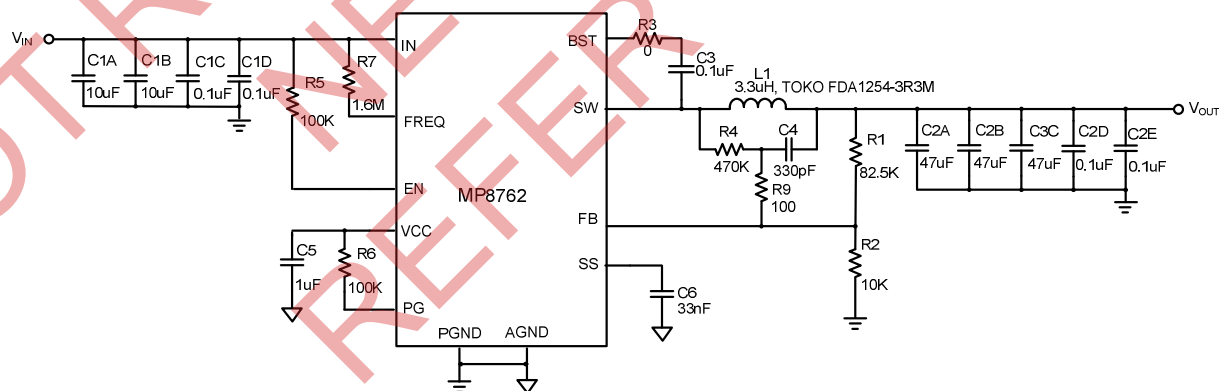 VIN
C1A
10uF
C1B
10uF
C1C
0.1uF
C1D
0.1uF
R5
100K
R7
1.6M
IN
FREQ
EN
VCC
PG
PGND
AGND
MP8762
BST
SW
FB
SS
C5
1uF
R6
100K
R3
0
C3
0.1uF
L1
3.3uH, TOKO FDA1254-3R3M
R4
470K
C4
330pF
R9
100
R1
82.5K
R2
10K
C6
33nF
C2A
47uF
C2B
47uF
C3C
47uF
C2D
0.1uF
C2E
0.1uF
VOUT
OT R
NE
REFER